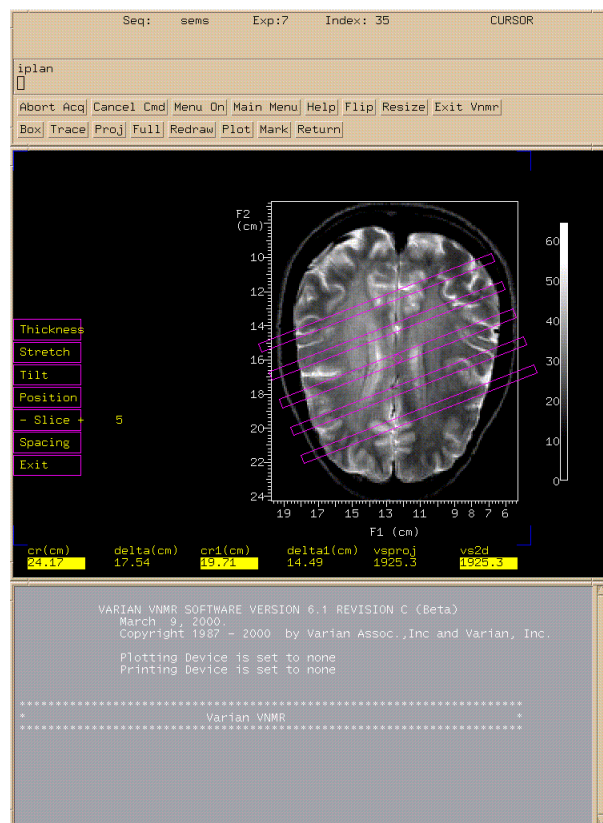 Seq: sems Exp:7 Index: 35 CURSOR
iplan
Abort Acq Cancel Cmd Menu On Main Menu Help Flip Resize Exit Vnmr
Box Trace Proj Full Redraw Plot Mark Return
F2
(cm)
10
12
14
16
18
20
22
24
19 17 15 13 11 9 8 7 6
F1 (cm)
60
50
40
30
20
10
0
Thickness
Stretch
Tilt
Position
- Slice + 5
Spacing
Exit
cr(cm) delta(cm) cr1(cm) delta1(cm) vsproj vs2d
24.17 17.54 19.71 14.49 1925.3 1925.3
VARIAN VNMR SOFTWARE VERSION 6.1 REVISION C (Beta)
March 9, 2000.
Copyright 1987 - 2000 by Varian Assoc.,Inc and Varian, Inc.
Plotting Device is set to none
Printing Device is set to none
**********************************************************************
* Varian VNMR *
**********************************************************************